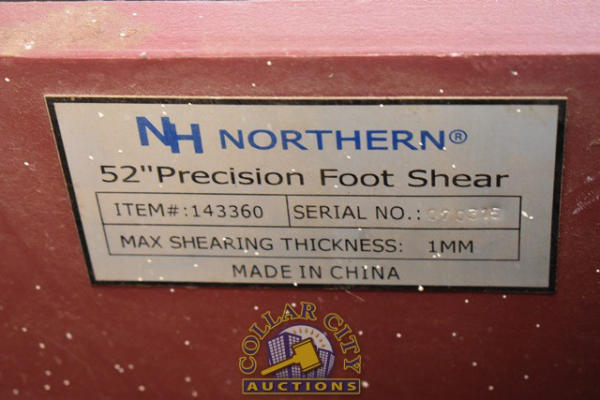 NH NORTHERN®
52"Precision Foot Shear
ITEM#:143360 SERIAL NO.:
MAX SHEARING THICKNESS: 1MM
MADE IN CHINA
COLLAR CITY
AUCTIONS